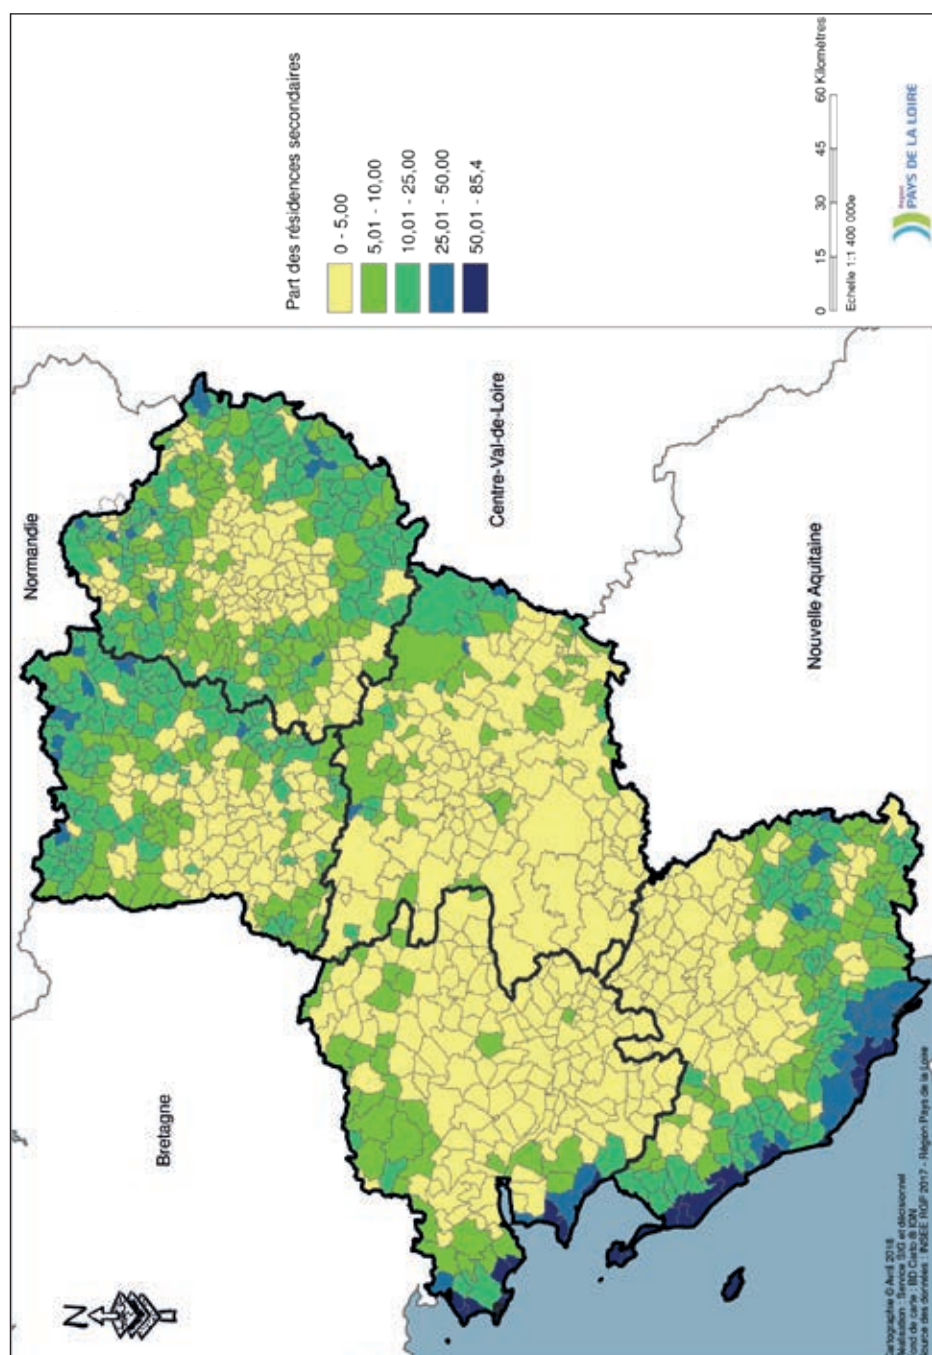 Part des résidences secondaires
0 - 5,00
5,01 - 10,00
10,01 - 25,00
25,01 - 50,00
50,01 - 85,4
0 15 30 45 60 Kilomètres
Echelle 1:1 400 000e
Région
PAYS DE LA LOIRE
Normandie
Centre-Val-de-Loire
Nouvelle Aquitaine
Bretagne
N
Cartographie © Avril 2018
Réalisation : Service SIG et décisionnel
Fond de carte : BD Carto ® IGN
Source des données : INSEE RGP 2017 - Région Pays de la Loire